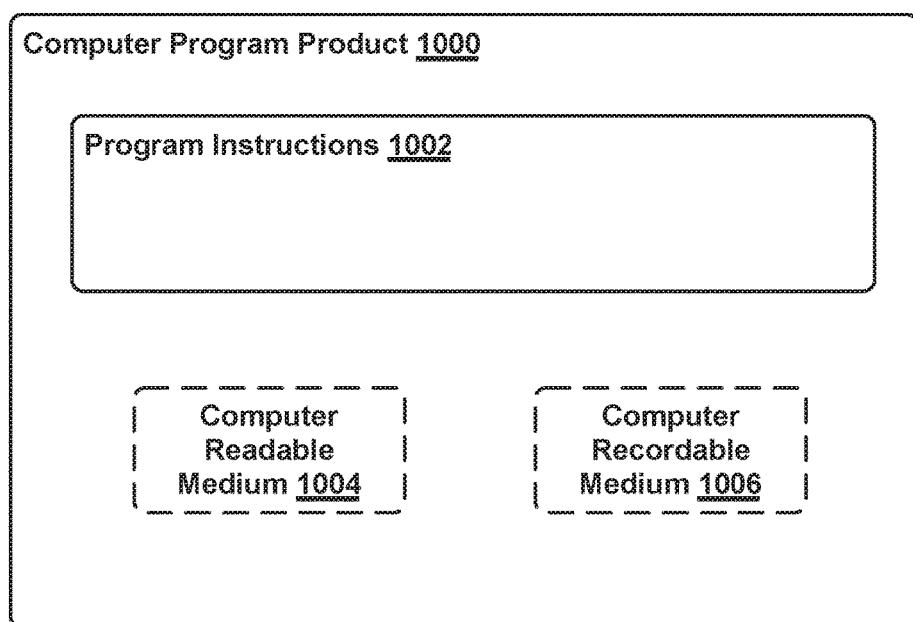 Computer Program Product 1000
Program Instructions 1002
Computer
Readable
Medium 1004
Computer
Recordable
Medium 1006